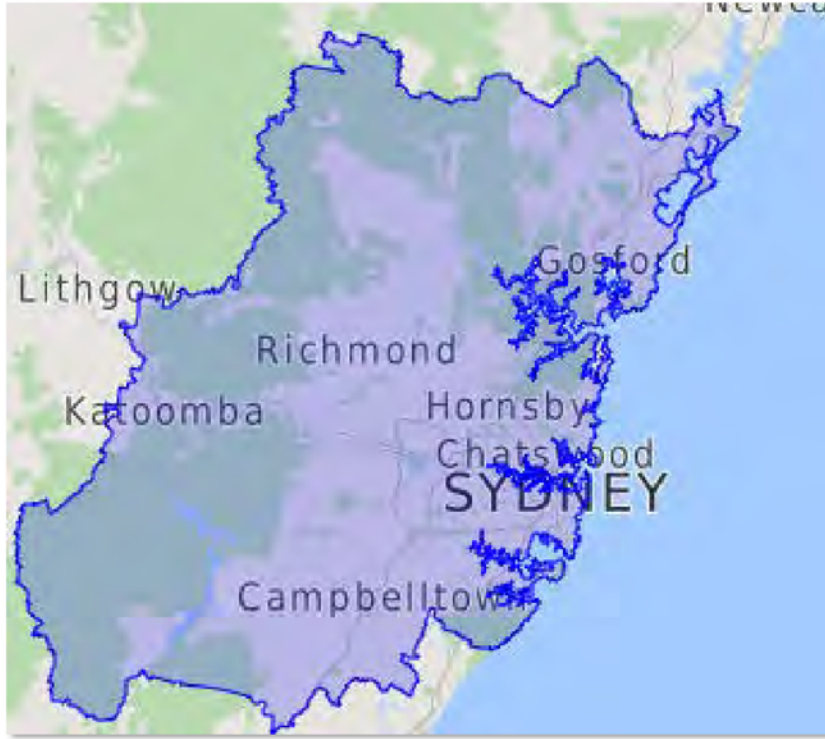 Gosford
Lithgow
Richmond
Katoomba
Hornsby
Chatswood
SYDNEY
Campbelltown